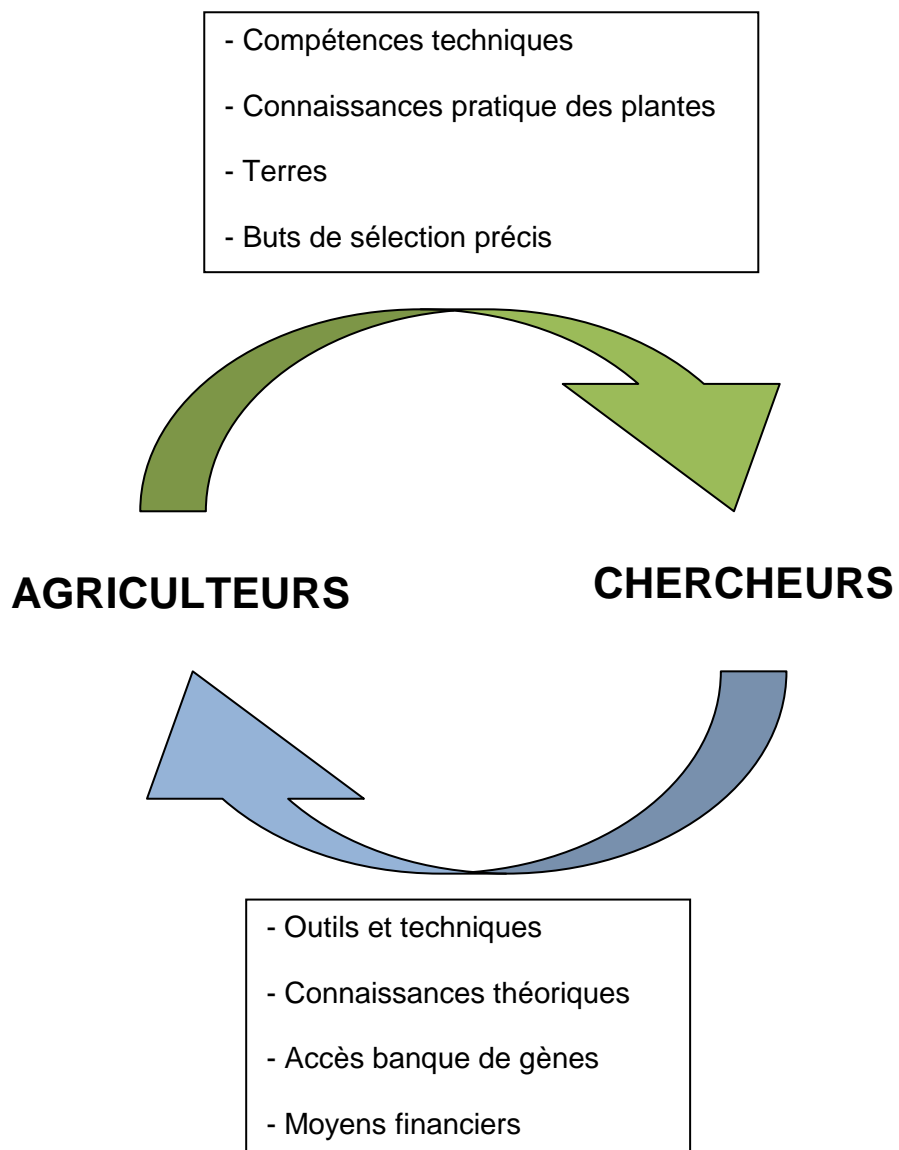 - Compétences techniques
- Connaissances pratique des plantes
- Terres
- Buts de sélection précis
AGRICULTEURS
CHERCHEURS
- Outils et techniques
- Connaissances théoriques
- Accès banque de gènes
- Moyens financiers